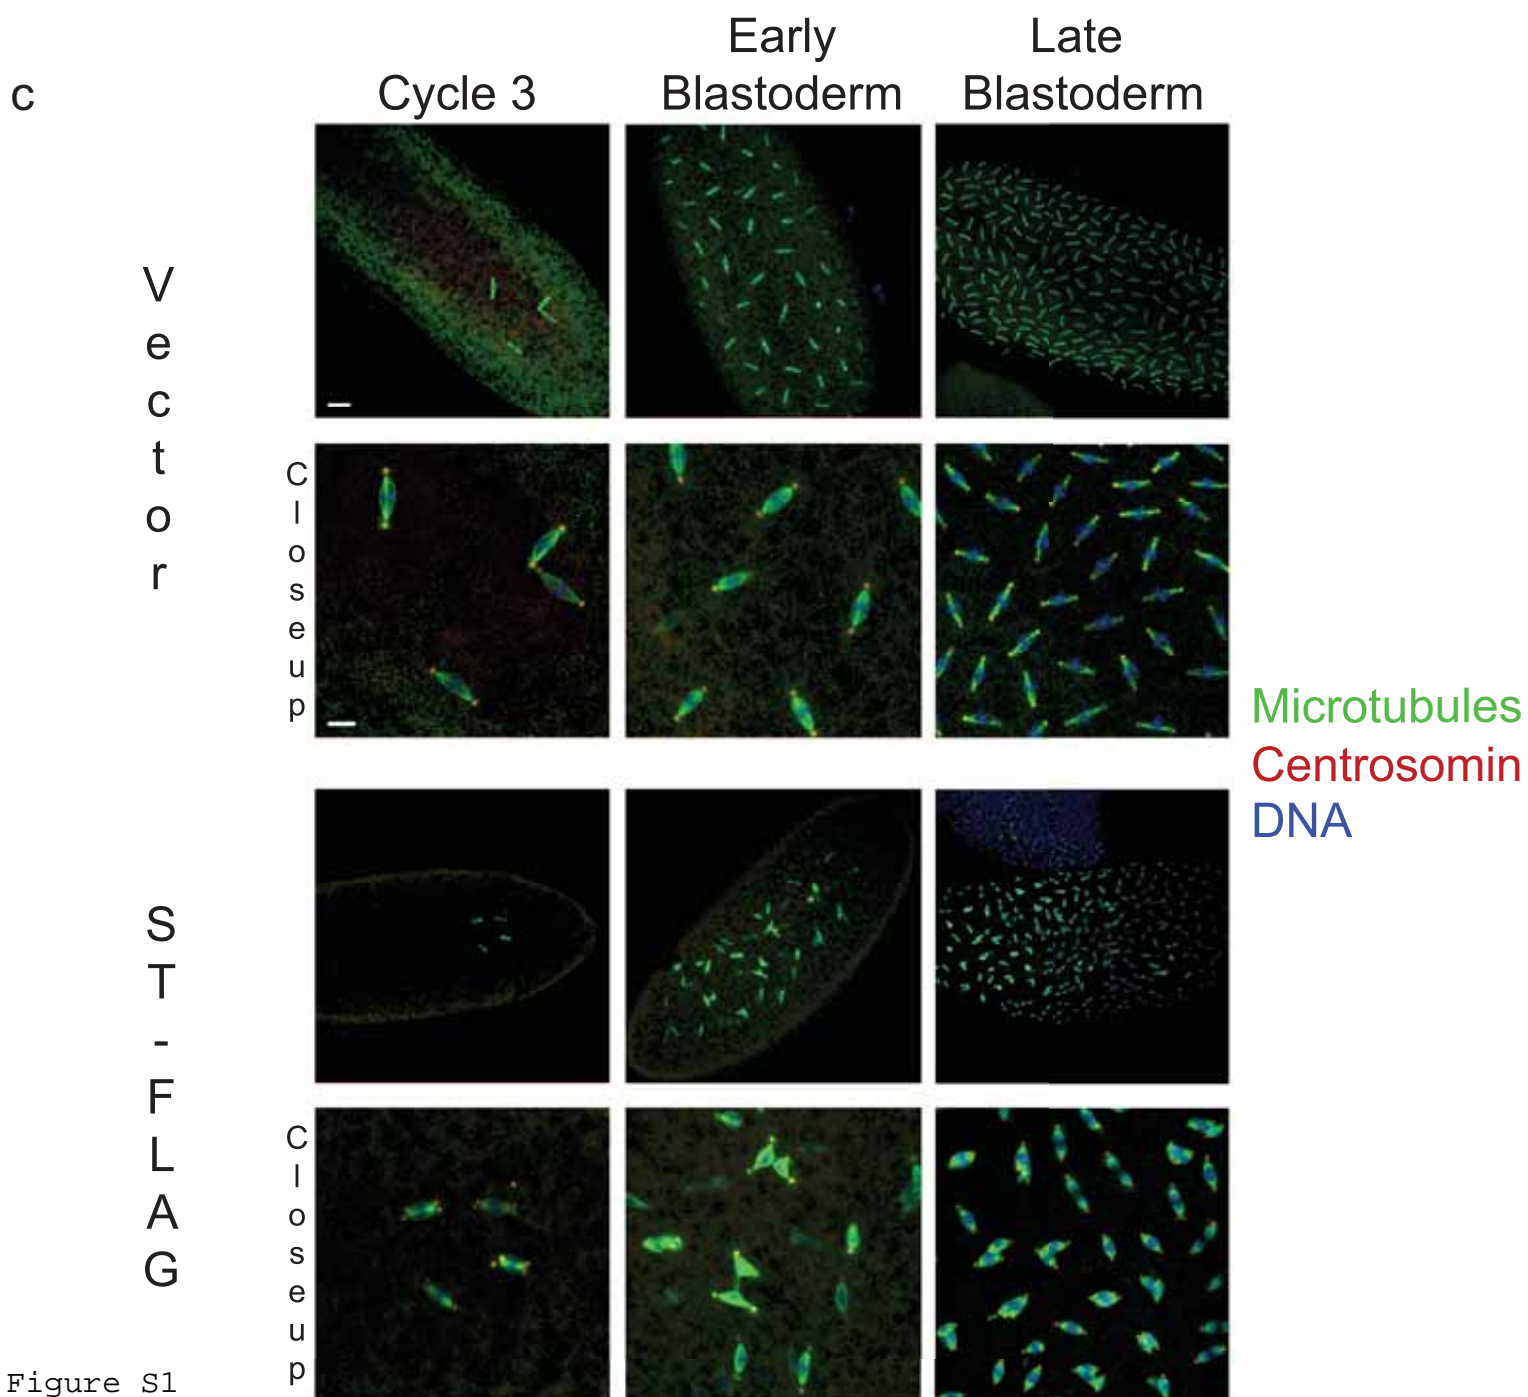 c
Cycle 3
Early
Blastoderm
Late
Blastoderm
Vector
Closeup
Microtubules
Centrosomin
DNA
ST-FLAG
Closeup
Figure S1